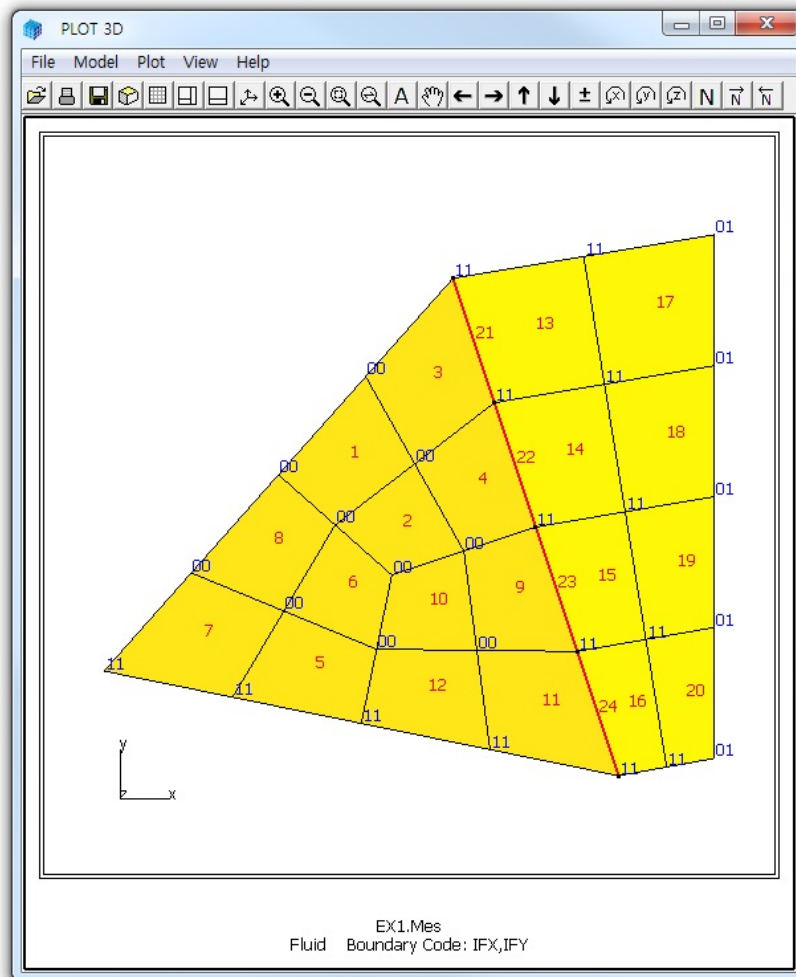 PLOT 3D
File Model Plot View Help
A x y z N N N
01
11
11 17
13
21
01
00 3 11
11
18
1 00 14
4 22
00 01
2 11
00 11
8 00
00 19
6 15
00 23
10 9
00 01
7 00 00 11
11
5
11 12 20
11 16
11 24
11
01
11
11
y
z x
EX1.Mes
Fluid Boundary Code: IFX,IFY